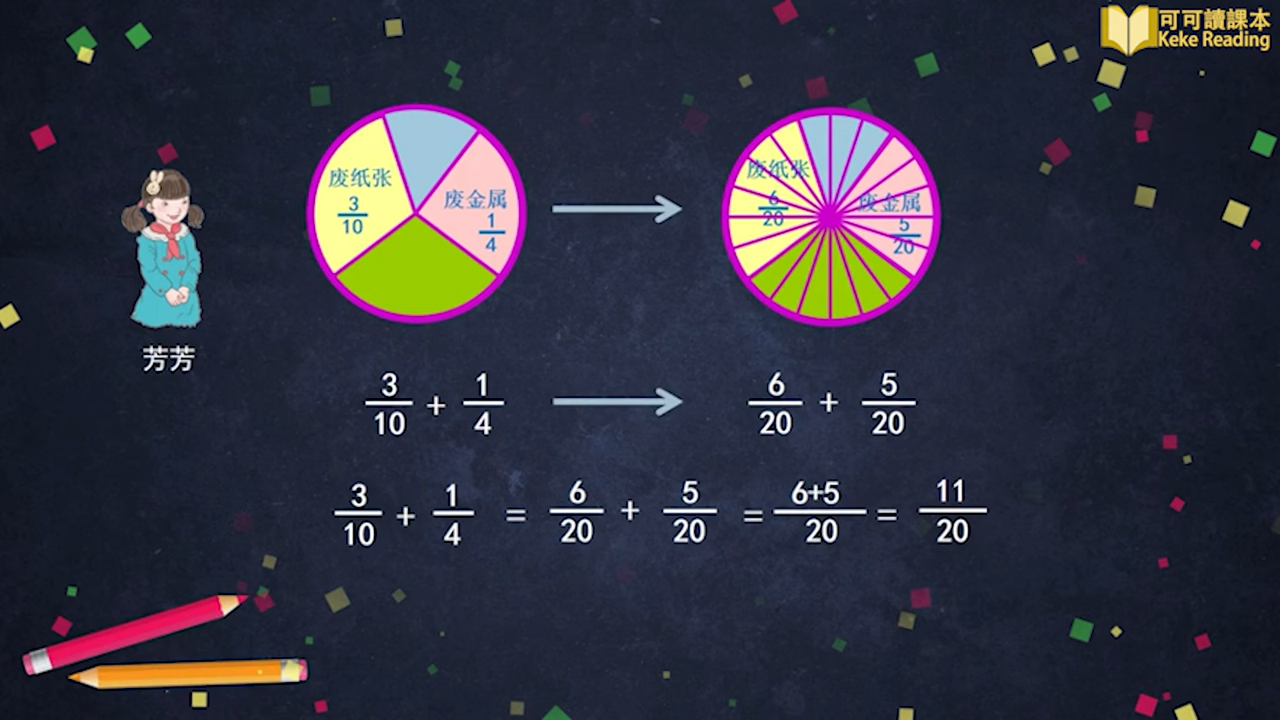 可可讀課本
Keke Reading
废纸张
3/10
废金属
1/4
废纸张
6/20
废金属
5/20
芳芳
3/10 + 1/4
6/20 + 5/20
3/10 + 1/4 = 6/20 + 5/20 = 6+5/20 = 11/20